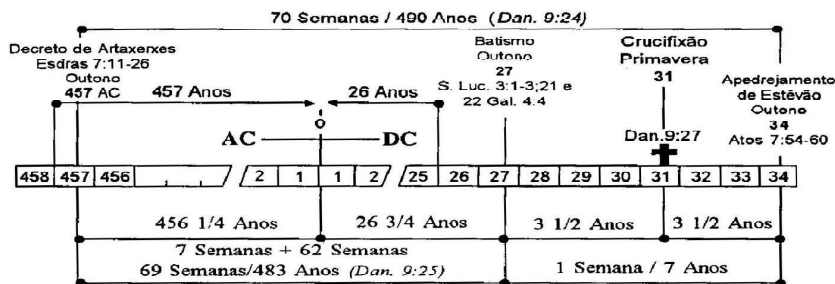 70 Semanas / 490 Anos (Dan. 9:24)
Decreto de Artaxerxes
Esdras 7:11-26
Outono
457 AC
457 Anos
26 Anos
Batismo
Outono
27
S. Luc. 3:1-3;21 e
22 Gal. 4:4
Crucifixão
Primavera
31
Dan.9:27
Apedrejamento
de Estêvão
Outono
34
Atos 7:54-60
0
AC DC
458 457 456 2 1 1 2 25 26 27 28 29 30 31 32 33 34
456 1/4 Anos 26 3/4 Anos 3 1/2 Anos 3 1/2 Anos
7 Semanas + 62 Semanas
69 Semanas/483 Anos (Dan. 9:25)
1 Semana / 7 Anos